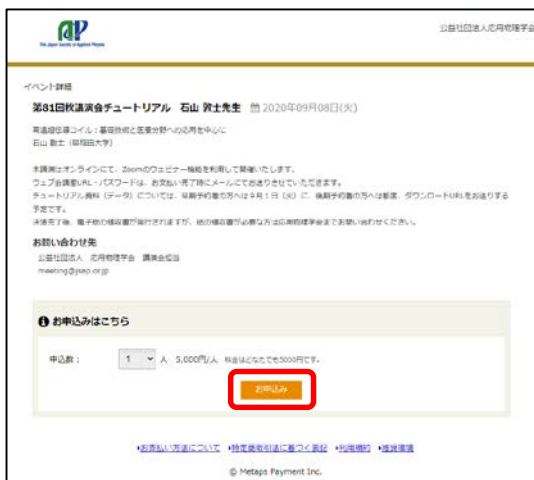 AP
The Japan Society of Applied Physics
公益社団法人応用物理学会
イベント詳細
第81回秋講演会チュートリアル 石山 敦士先生 2020年09月08日(火)
高温超伝導コイル：基礎技術と医療分野への応用を中心に
石山 敦士（早稲田大学）
本講演はオンラインにて、Zoomのウェビナー機能を利用して開催いたします。
ウェブ会議室URL・パスワードは、お支払い完了時にメールにてお送りさせていただきます。
チュートリアル資料（データ）については、早期予約者の方へは9月1日（火）に、後期予約者の方へは都度、ダウンロードURLをお送りする
予定です。
決済完了後、電子版の領収書が発行されますが、紙の領収書が必要な方は応用物理学会までお問い合わせください。
お問い合わせ先
公益社団法人 応用物理学会 講演会担当
meeting@jsap.or.jp
お申込みはこちら
申込数： 1 人 5,000円/人 料金はどなたでも5000円です。
お申込み
お支払い方法について 特定商取引法に基づく表記 利用規約 推奨環境
© Metaps Payment Inc.